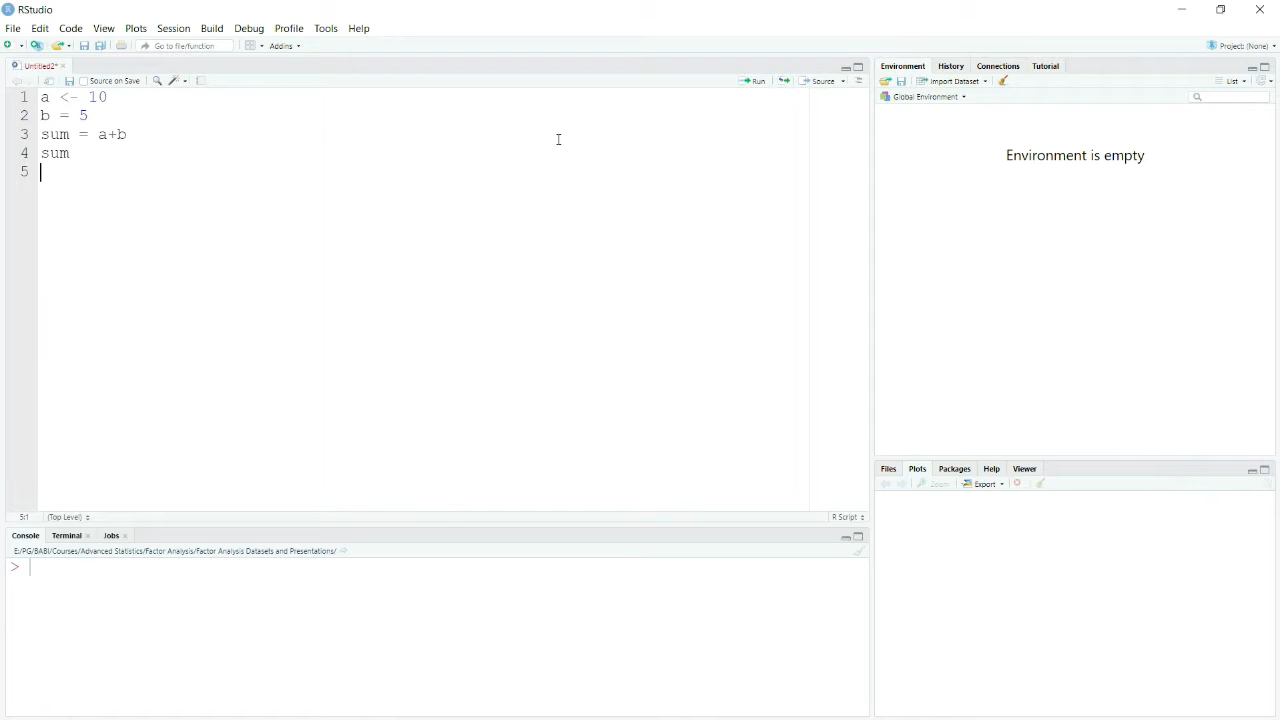 RStudio
File Edit Code View Plots Session Build Debug Profile Tools Help
Go to file/function Addins Project: (None)
Untitled2*
Source on Save Run Source
1 a <- 10
2 b = 5
3 sum = a+b
4 sum
5
5:1 (Top Level) R Script
Console Terminal Jobs
E:/PG/BABI/Courses/Advanced Statistics/Factor Analysis/Factor Analysis Datasets and Presentations/
>
Environment History Connections Tutorial
Import Dataset List
Global Environment
Environment is empty
Files Plots Packages Help Viewer
Zoom Export